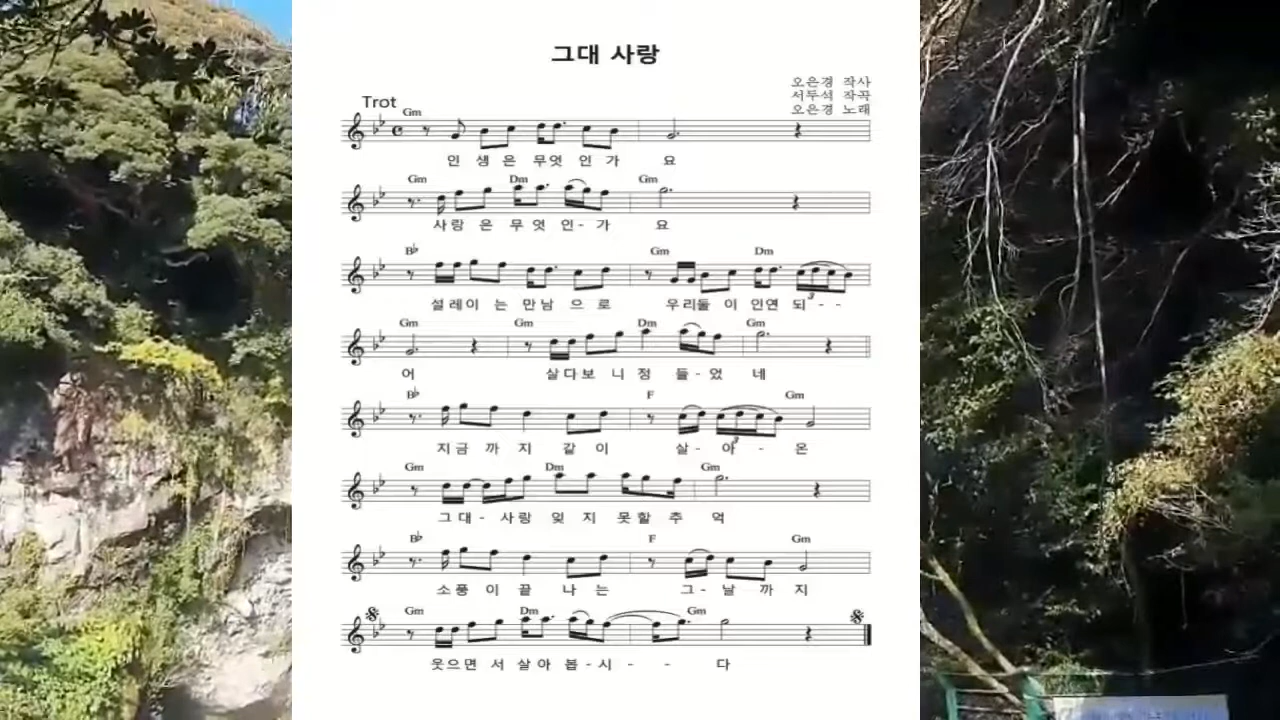 그대 사랑
오은경 작사
서두석 작곡
오은경 노래
Trot
Gm
인 생 은 무엇 인 가 요
Gm Dm Gm
사랑 은 무 엇 인- 가 요
B♭ Gm Dm
설레이 는 만남 으 로 우리둘 이 인연 되 - -
3
Gm Gm Dm Gm
어 살다보 니 정 들-었 네
B♭ F Gm
3
지금 까 지 같 이 살- 아 - 온
Gm Dm Gm
그대- 사랑 잊 지 못할 추 억
B♭ F Gm
소풍 이 끝 나 는 그- 날 까 지
Gm Dm Gm
웃으면 서 살아 봅-시 - - 다